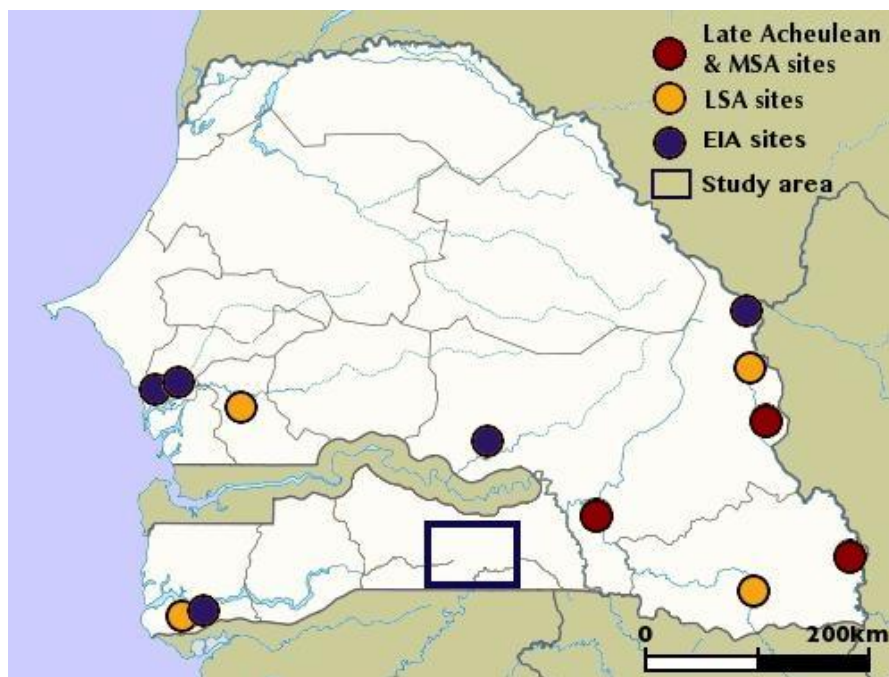 Late Acheulean
& MSA sites
LSA sites
EIA sites
Study area
0 200km